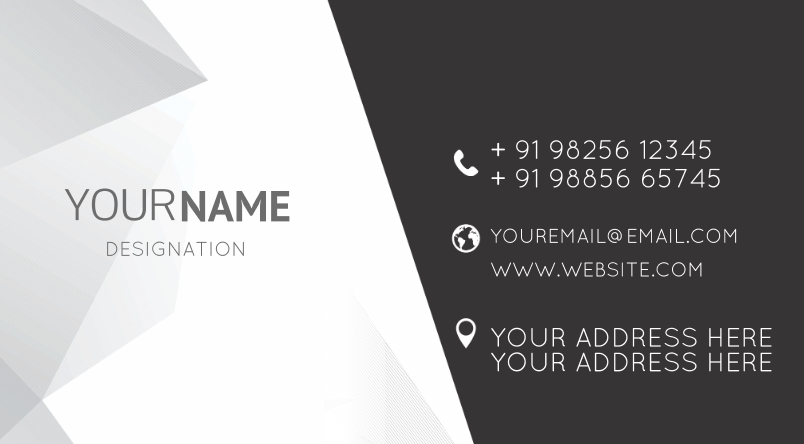 YOURNAME
DESIGNATION
+ 91 98256 12345
+ 91 98856 65745
YOUREMAIL@EMAIL.COM
WWW.WEBSITE.COM
YOUR ADDRESS HERE
YOUR ADDRESS HERE